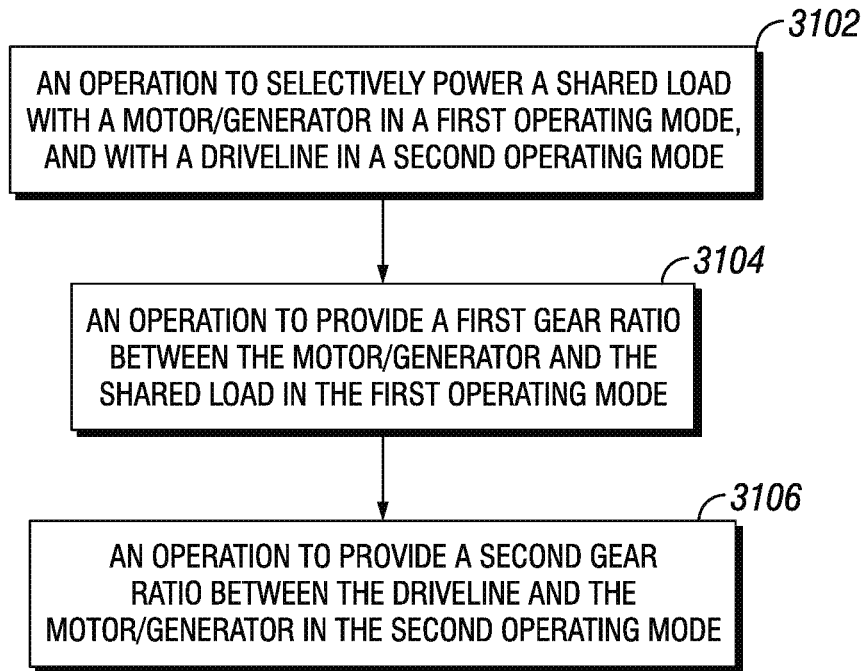 3102
AN OPERATION TO SELECTIVELY POWER A SHARED LOAD
WITH A MOTOR/GENERATOR IN A FIRST OPERATING MODE,
AND WITH A DRIVELINE IN A SECOND OPERATING MODE
3104
AN OPERATION TO PROVIDE A FIRST GEAR RATIO
BETWEEN THE MOTOR/GENERATOR AND THE
SHARED LOAD IN THE FIRST OPERATING MODE
3106
AN OPERATION TO PROVIDE A SECOND GEAR
RATIO BETWEEN THE DRIVELINE AND THE
MOTOR/GENERATOR IN THE SECOND OPERATING MODE